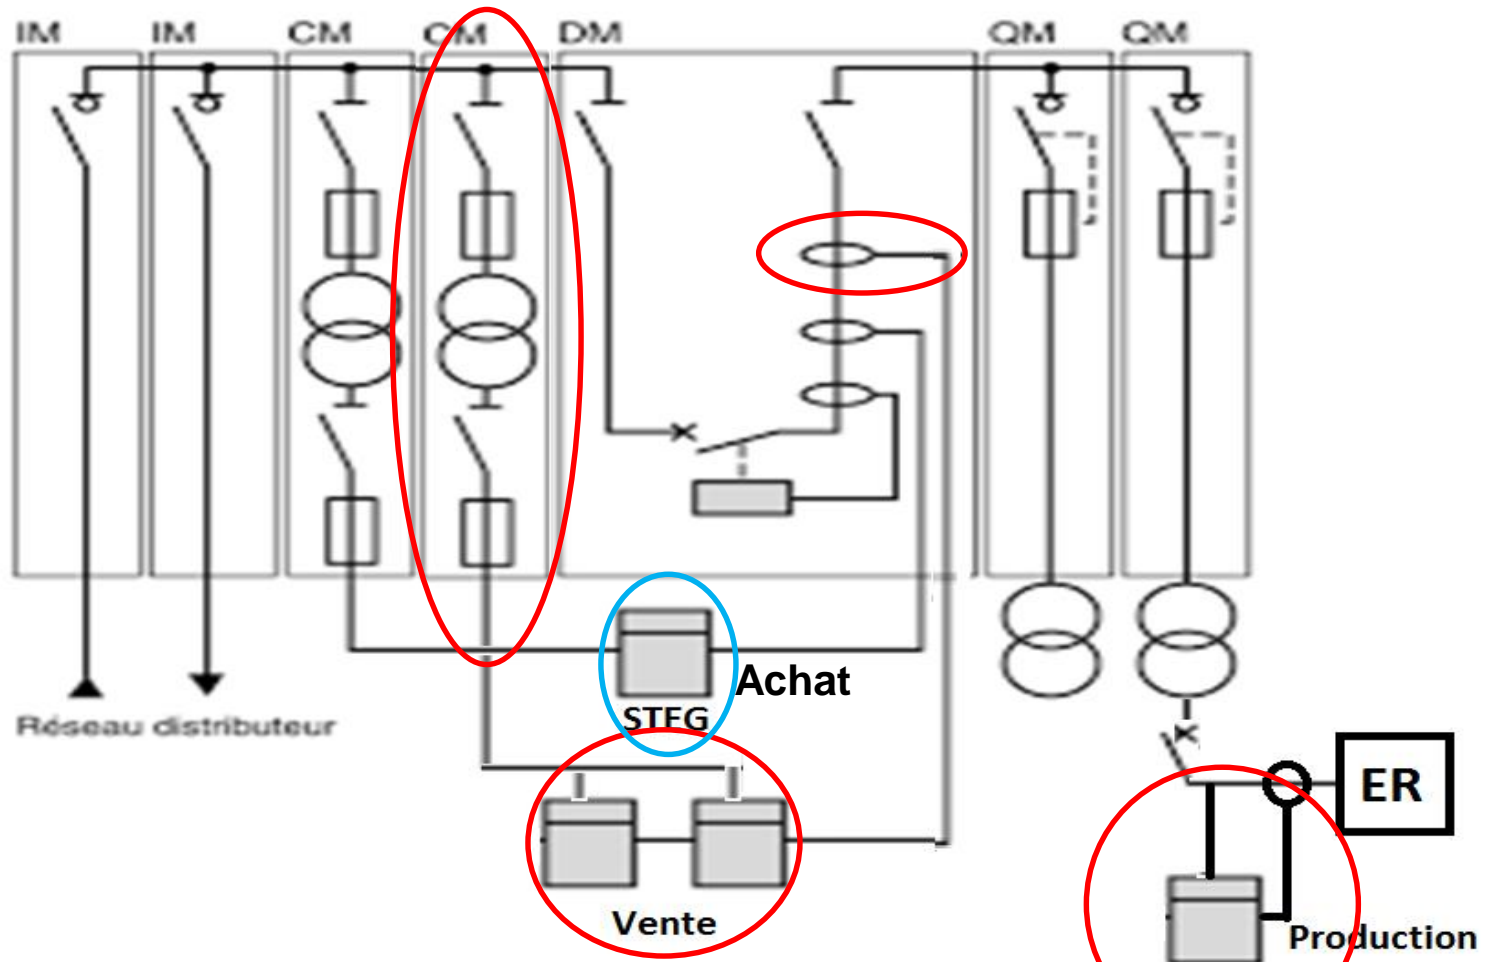 IM IM CM CM DM QM QM
Achat
STEG
Réseau distributeur
ER
Vente
Production